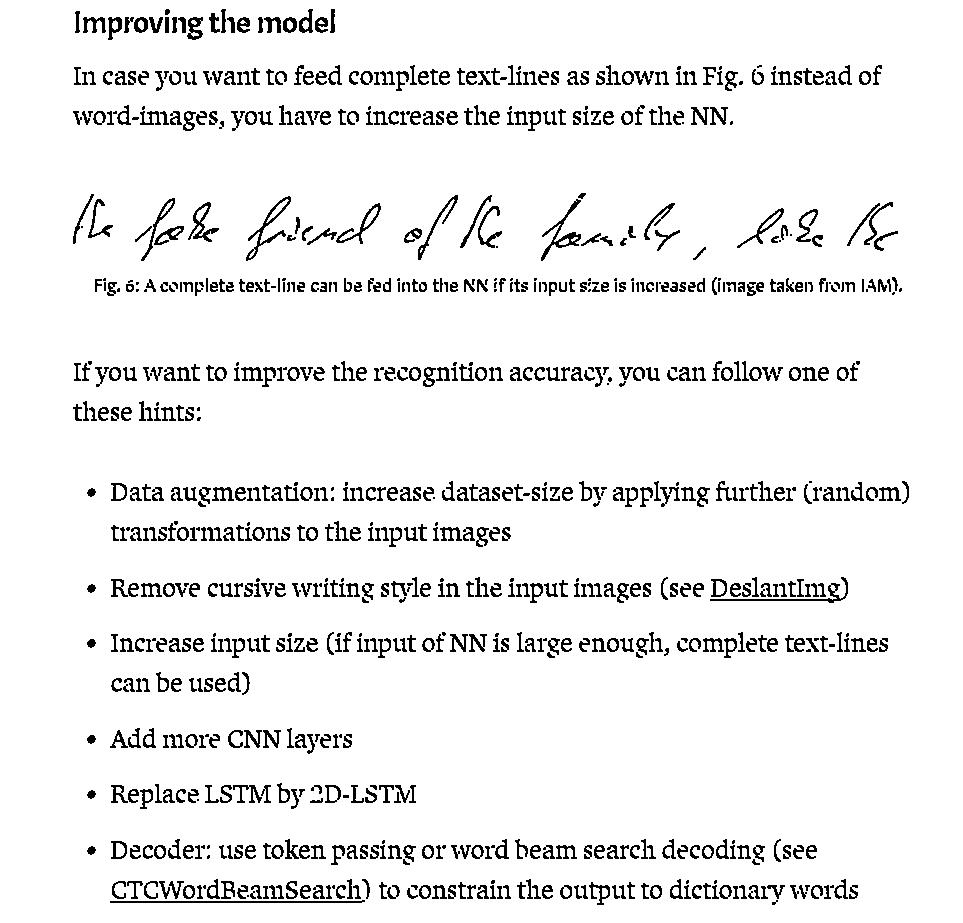 Improving the model
In case you want to feed complete text-lines as shown in Fig. 6 instead of
word-images, you have to increase the input size of the NN.
the fake friend of the family, like the
Fig. 6: A complete text-line can be fed into the NN if its input size is increased (image taken from IAM).
If you want to improve the recognition accuracy, you can follow one of
these hints:
• Data augmentation: increase dataset-size by applying further (random)
transformations to the input images
• Remove cursive writing style in the input images (see DeslantImg)
• Increase input size (if input of NN is large enough, complete text-lines
can be used)
• Add more CNN layers
• Replace LSTM by 2D-LSTM
• Decoder: use token passing or word beam search decoding (see
CTCWordBeamSearch) to constrain the output to dictionary words